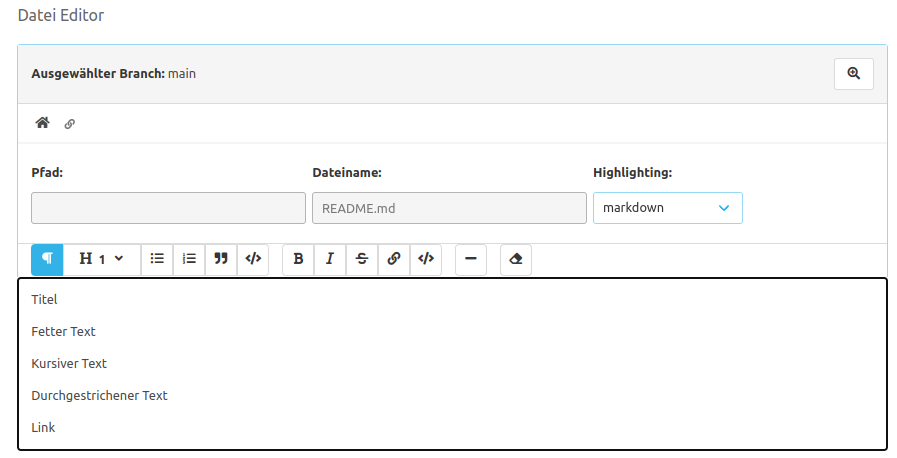 Datei Editor
Ausgewählter Branch: main
Pfad:
Dateiname:
Highlighting:
README.md
markdown
¶ H 1 B I S
Titel
Fetter Text
Kursiver Text
Durchgestrichener Text
Link